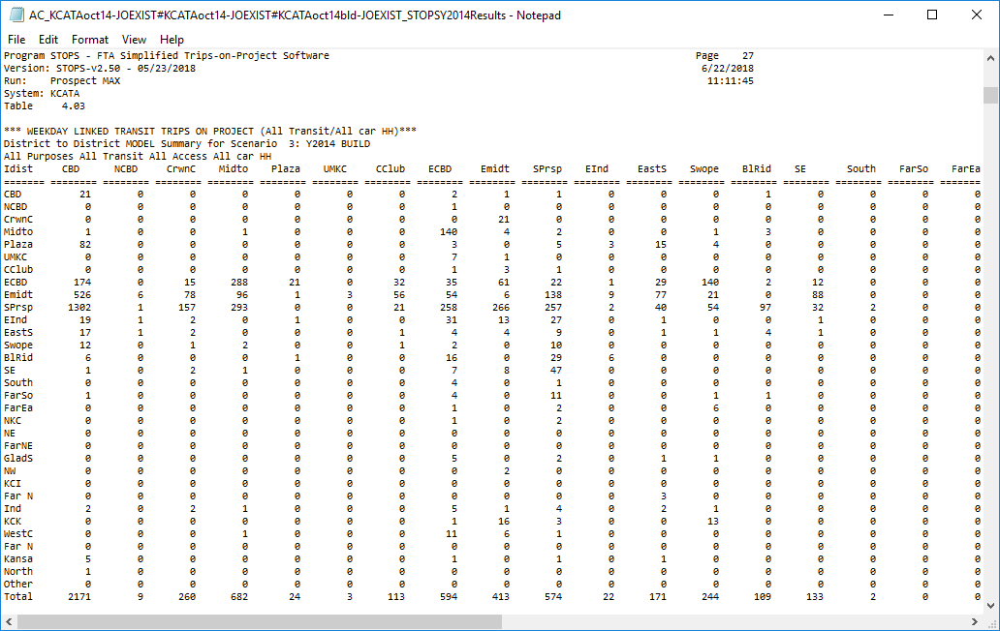 AC_KCATAoct14-JOEXIST#KCATAoct14-JOEXIST#KCATAoct14bld-JOEXIST_STOPSY2014Results - Notepad
File Edit Format View Help
Program STOPS - FTA Simplified Trips-on-Project Software Page 27
Version: STOPS-v2.50 - 05/23/2018 6/22/2018
Run: Prospect MAX 11:11:45
System: KCATA
Table 4.03
*** WEEKDAY LINKED TRANSIT TRIPS ON PROJECT (All Transit/All car HH)***
District to District MODEL Summary for Scenario 3: Y2014 BUILD
All Purposes All Transit All Access All car HH
Idist CBD NCBD CrwnC Midto Plaza UMKC CClub ECBD Emidt SPrsp EInd EastS Swope BlRid SE South FarSo FarEa
======= ======= ======= ======= ======= ======= ======= ======= ======= ======= ======= ======= ======= ======= ======= ======= ======= ======= =======
CBD 21 0 0 0 0 0 0 2 1 1 0 0 0 1 0 0 0 0
NCBD 0 0 0 0 0 0 0 1 0 0 0 0 0 0 0 0 0 0
CrwnC 0 0 0 0 0 0 0 0 21 0 0 0 0 0 0 0 0 0
Midto 1 0 0 1 0 0 0 140 4 2 0 0 1 3 0 0 0 0
Plaza 82 0 0 0 0 0 0 3 0 5 3 15 4 0 0 0 0 0
UMKC 0 0 0 0 0 0 0 7 1 0 0 0 0 0 0 0 0 0
CClub 0 0 0 0 0 0 0 1 3 1 0 0 0 0 0 0 0 0
ECBD 174 0 15 288 21 0 32 35 61 22 1 29 140 2 12 0 0 0
Emidt 526 6 78 96 1 3 56 54 6 138 9 77 21 0 88 0 0 0
SPrsp 1302 1 157 293 0 0 21 258 266 257 2 40 54 97 32 2 0 0
EInd 19 1 2 0 1 0 0 31 13 27 0 1 0 0 1 0 0 0
EastS 17 1 2 0 0 0 1 4 4 9 0 1 1 4 1 0 0 0
Swope 12 0 1 2 0 0 1 2 0 10 0 0 0 0 0 0 0 0
BlRid 6 0 0 0 1 0 0 16 0 29 6 0 0 0 0 0 0 0
SE 1 0 2 1 0 0 0 7 8 47 0 0 0 0 0 0 0 0
South 0 0 0 0 0 0 0 4 0 1 0 0 0 0 0 0 0 0
FarSo 1 0 0 0 0 0 0 4 0 11 0 0 1 1 0 0 0 0
FarEa 0 0 0 0 0 0 0 1 0 2 0 0 6 0 0 0 0 0
NKC 0 0 0 0 0 0 0 1 0 2 0 0 0 0 0 0 0 0
NE 0 0 0 0 0 0 0 0 0 0 0 0 0 0 0 0 0 0
FarNE 0 0 0 0 0 0 0 0 0 0 0 0 0 0 0 0 0 0
GladS 0 0 0 0 0 0 0 5 0 2 0 1 1 0 0 0 0 0
NW 0 0 0 0 0 0 0 0 2 0 0 0 0 0 0 0 0 0
KCI 0 0 0 0 0 0 0 0 0 0 0 0 0 0 0 0 0 0
Far N 0 0 0 0 0 0 0 0 0 0 0 3 0 0 0 0 0 0
Ind 2 0 2 1 0 0 0 5 1 4 0 2 1 0 0 0 0 0
KCK 0 0 0 0 0 0 0 1 16 3 0 0 13 0 0 0 0 0
WestC 0 0 0 1 0 0 0 11 6 1 0 0 0 0 0 0 0 0
Far N 0 0 0 0 0 0 0 0 0 0 0 0 0 0 0 0 0 0
Kansa 5 0 0 0 0 0 0 1 0 1 0 1 0 0 0 0 0 0
North 1 0 0 0 0 0 0 0 0 0 0 0 0 0 0 0 0 0
Other 0 0 0 0 0 0 0 0 0 0 0 0 0 0 0 0 0 0
Total 2171 9 260 682 24 3 113 594 413 574 22 171 244 109 133 2 0 0